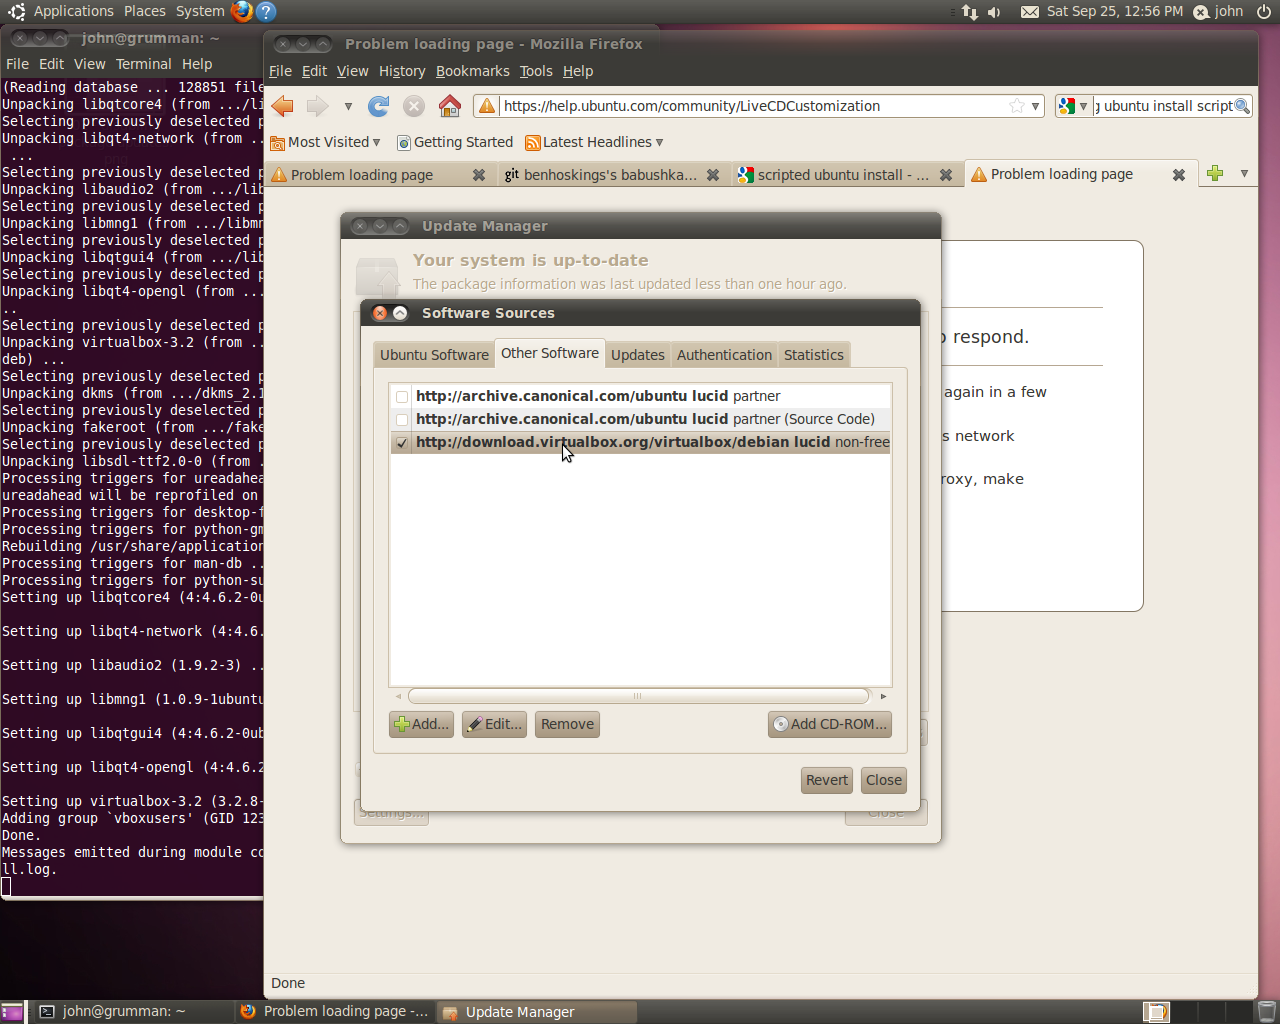 Applications Places System
Sat Sep 25, 12:56 PM john
john@grumman: ~
File Edit View Terminal Help
(Reading database ... 128851 file
Unpacking libqtcore4 (from .../li
Selecting previously deselected p
Unpacking libqt4-network (from ..
...
Selecting previously deselected p
Unpacking libaudio2 (from .../lib
Selecting previously deselected p
Unpacking libmng1 (from .../libmn
Selecting previously deselected p
Unpacking libqtgui4 (from .../lib
Selecting previously deselected p
Unpacking libqt4-opengl (from ...
..
Selecting previously deselected p
Unpacking virtualbox-3.2 (from ..
deb) ...
Selecting previously deselected p
Unpacking dkms (from .../dkms_2.1
Selecting previously deselected p
Unpacking fakeroot (from .../fake
Selecting previously deselected p
Unpacking libsdl-ttf2.0-0 (from .
Processing triggers for ureadahea
ureadahead will be reprofiled on
Processing triggers for desktop-f
Processing triggers for python-gm
Rebuilding /usr/share/application
Processing triggers for man-db ..
Processing triggers for python-su
Setting up libqtcore4 (4:4.6.2-0u
Setting up libqt4-network (4:4.6.
Setting up libaudio2 (1.9.2-3) ..
Setting up libmng1 (1.0.9-1ubuntu
Setting up libqtgui4 (4:4.6.2-0ub
Setting up libqt4-opengl (4:4.6.2
Setting up virtualbox-3.2 (3.2.8-
Adding group `vboxusers' (GID 123
Done.
Messages emitted during module co
ll.log.
Problem loading page - Mozilla Firefox
File Edit View History Bookmarks Tools Help
https://help.ubuntu.com/community/LiveCDCustomization
g ubuntu install script
Most Visited Getting Started Latest Headlines
Problem loading page
git benhoskings's babushka...
scripted ubuntu install - ...
Problem loading page
respond.
again in a few
s network
roxy, make
Update Manager
Your system is up-to-date
The package information was last updated less than one hour ago.
Software Sources
Ubuntu Software Other Software Updates Authentication Statistics
http://archive.canonical.com/ubuntu lucid partner
http://archive.canonical.com/ubuntu lucid partner (Source Code)
http://download.virtualbox.org/virtualbox/debian lucid non-free
Add... Edit... Remove Add CD-ROM...
Revert Close
Settings... Close
Done
john@grumman: ~ Problem loading page -... Update Manager